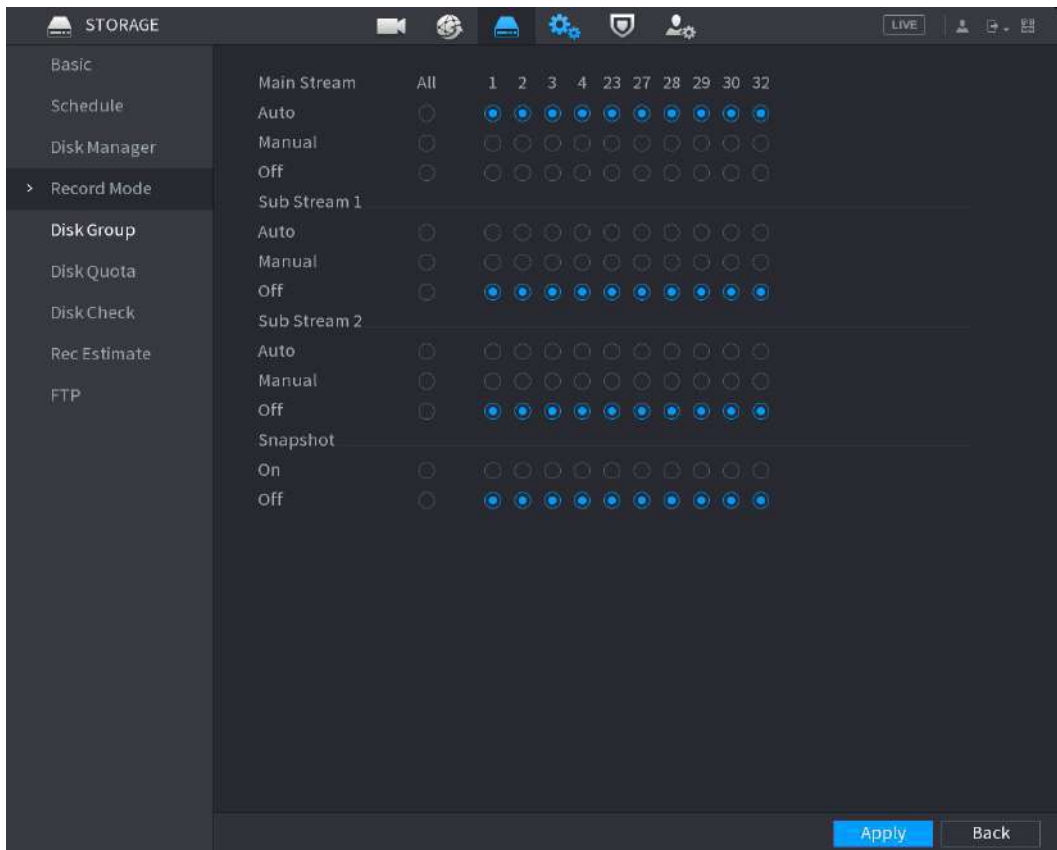 STORAGE LIVE
Basic
Schedule
Disk Manager
> Record Mode
Disk Group
Disk Quota
Disk Check
Rec Estimate
FTP
Main Stream All 1 2 3 4 23 27 28 29 30 32
Auto
Manual
Off
Sub Stream 1
Auto
Manual
Off
Sub Stream 2
Auto
Manual
Off
Snapshot
On
Off
Apply Back